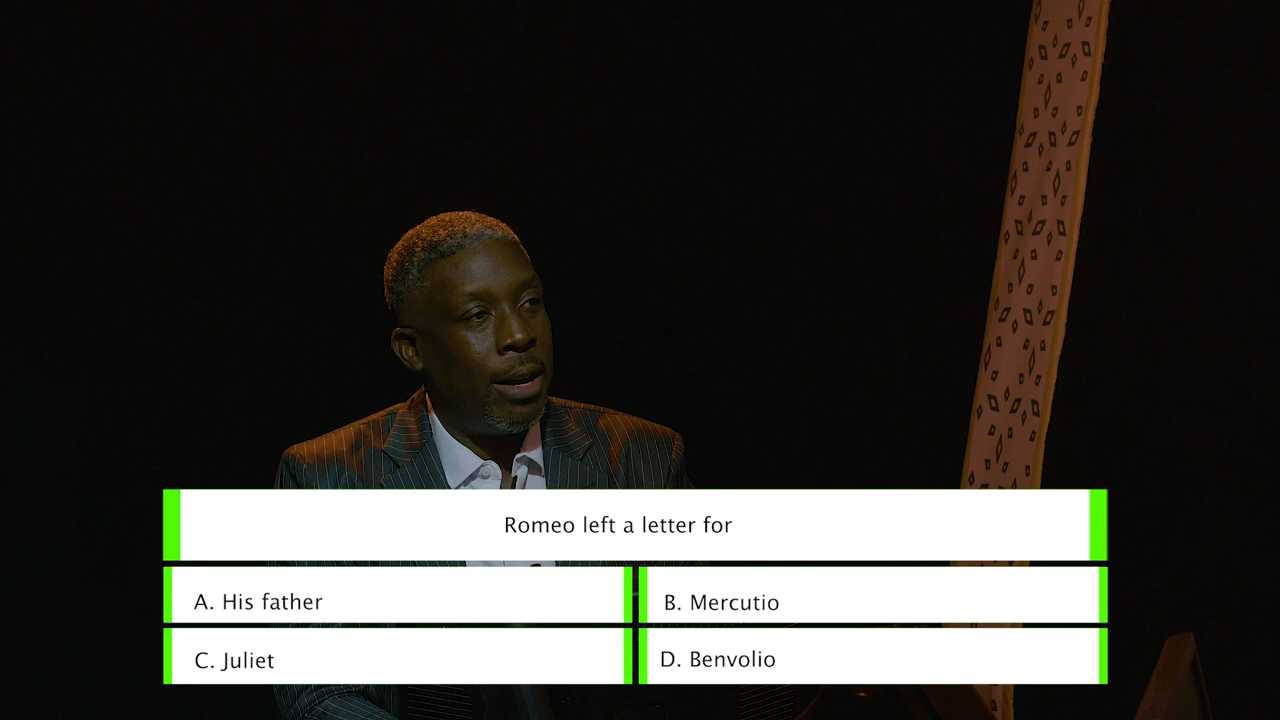 Romeo left a letter for
A. His father
B. Mercutio
C. Juliet
D. Benvolio